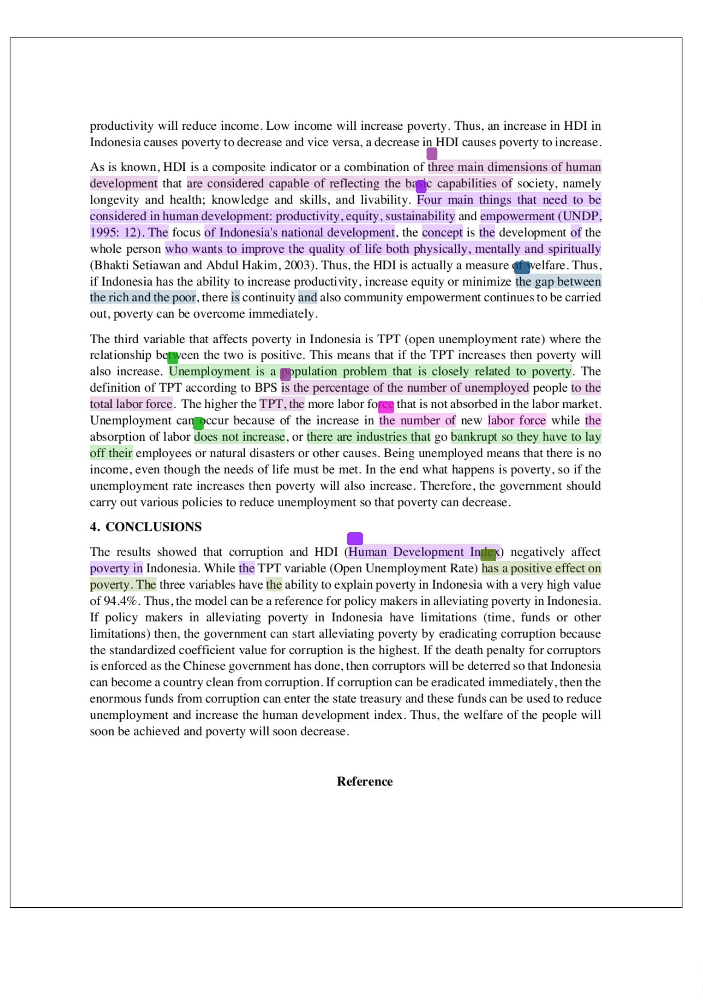 productivity will reduce income. Low income will increase poverty. Thus, an increase in HDI in
Indonesia causes poverty to decrease and vice versa, a decrease in HDI causes poverty to increase.
As is known, HDI is a composite indicator or a combination of three main dimensions of human
development that are considered capable of reflecting the basic capabilities of society, namely
longevity and health; knowledge and skills, and livability. Four main things that need to be
considered in human development: productivity, equity, sustainability and empowerment (UNDP,
1995: 12). The focus of Indonesia's national development, the concept is the development of the
whole person who wants to improve the quality of life both physically, mentally and spiritually
(Bhakti Setiawan and Abdul Hakim, 2003). Thus, the HDI is actually a measure of welfare. Thus,
if Indonesia has the ability to increase productivity, increase equity or minimize the gap between
the rich and the poor, there is continuity and also community empowerment continues to be carried
out, poverty can be overcome immediately.
The third variable that affects poverty in Indonesia is TPT (open unemployment rate) where the
relationship between the two is positive. This means that if the TPT increases then poverty will
also increase. Unemployment is a population problem that is closely related to poverty. The
definition of TPT according to BPS is the percentage of the number of unemployed people to the
total labor force. The higher the TPT, the more labor force that is not absorbed in the labor market.
Unemployment can occur because of the increase in the number of new labor force while the
absorption of labor does not increase, or there are industries that go bankrupt so they have to lay
off their employees or natural disasters or other causes. Being unemployed means that there is no
income, even though the needs of life must be met. In the end what happens is poverty, so if the
unemployment rate increases then poverty will also increase. Therefore, the government should
carry out various policies to reduce unemployment so that poverty can decrease.
4. CONCLUSIONS
The results showed that corruption and HDI (Human Development Index) negatively affect
poverty in Indonesia. While the TPT variable (Open Unemployment Rate) has a positive effect on
poverty. The three variables have the ability to explain poverty in Indonesia with a very high value
of 94.4%. Thus, the model can be a reference for policy makers in alleviating poverty in Indonesia.
If policy makers in alleviating poverty in Indonesia have limitations (time, funds or other
limitations) then, the government can start alleviating poverty by eradicating corruption because
the standardized coefficient value for corruption is the highest. If the death penalty for corruptors
is enforced as the Chinese government has done, then corruptors will be deterred so that Indonesia
can become a country clean from corruption. If corruption can be eradicated immediately, then the
enormous funds from corruption can enter the state treasury and these funds can be used to reduce
unemployment and increase the human development index. Thus, the welfare of the people will
soon be achieved and poverty will soon decrease.
Reference